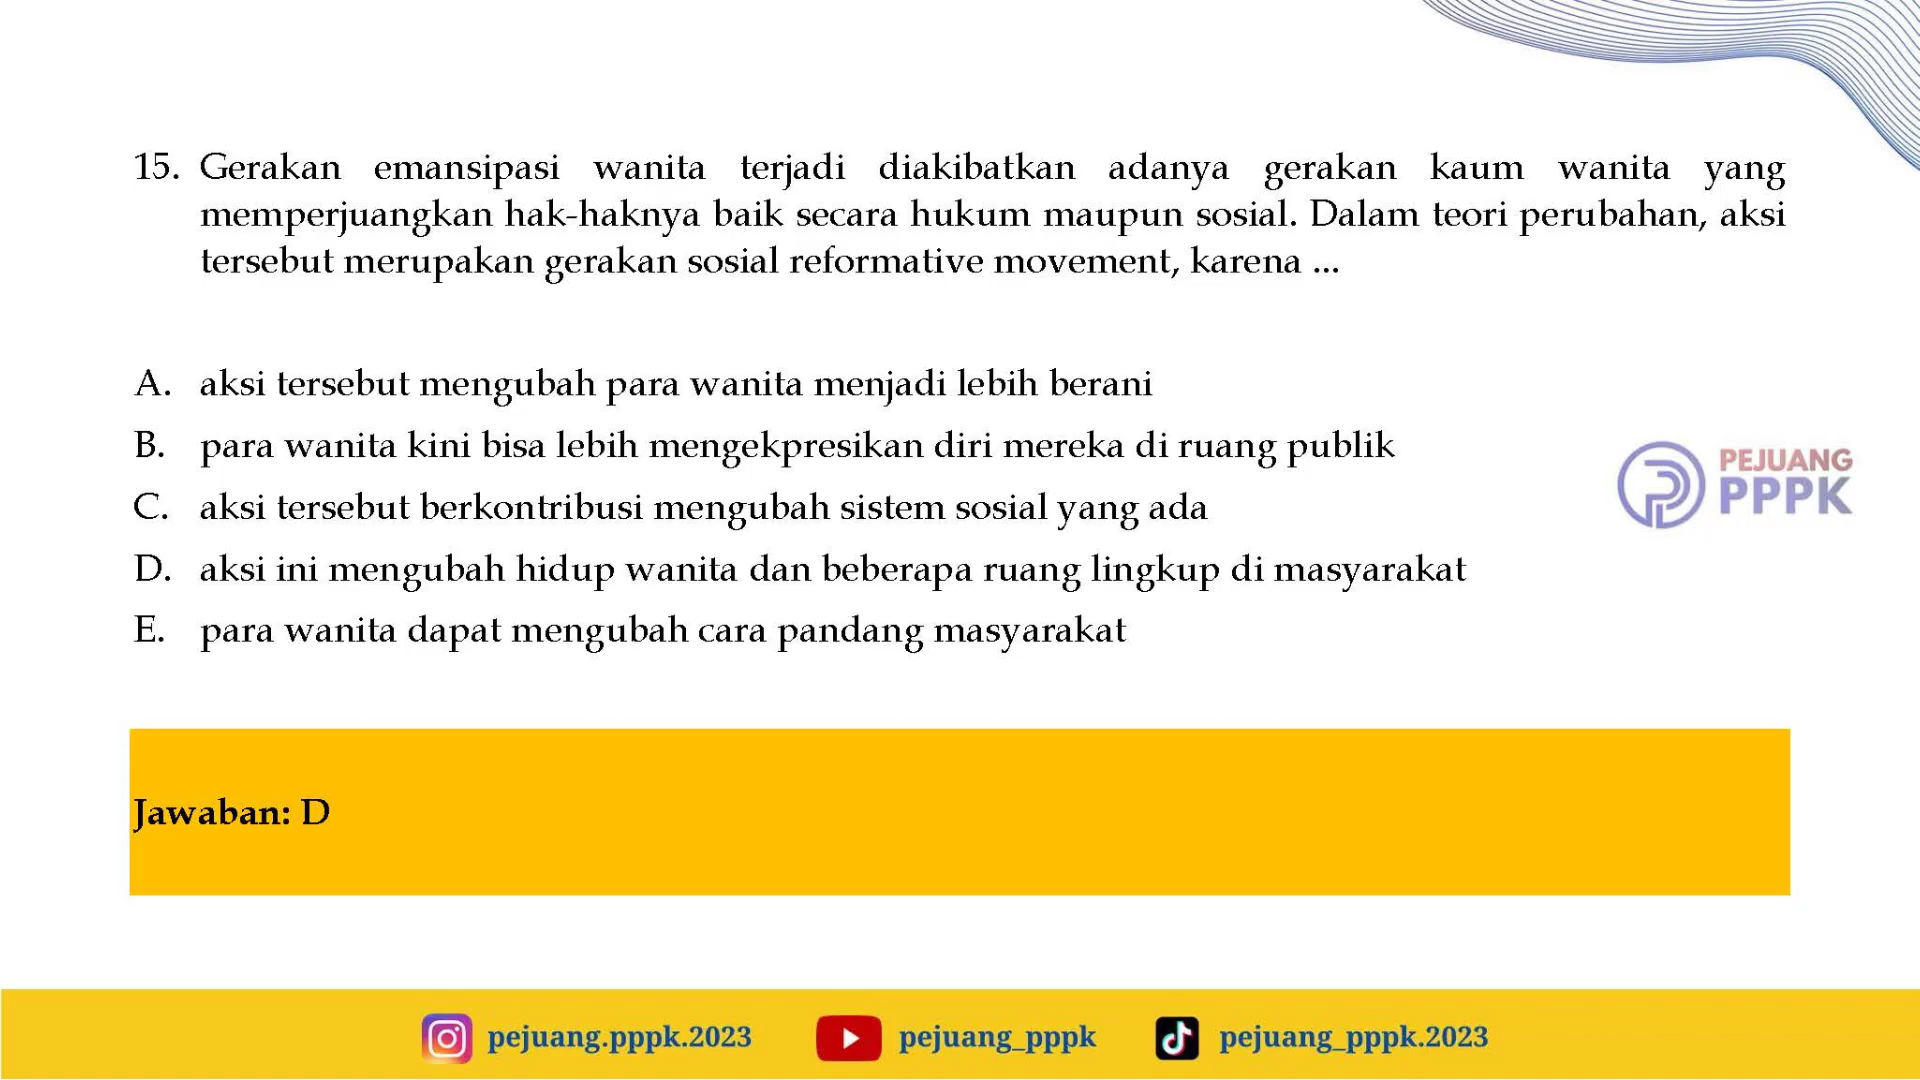 15. Gerakan emansipasi wanita terjadi diakibatkan adanya gerakan kaum wanita yang
memperjuangkan hak-haknya baik secara hukum maupun sosial. Dalam teori perubahan, aksi
tersebut merupakan gerakan sosial reformative movement, karena ...
A. aksi tersebut mengubah para wanita menjadi lebih berani
B. para wanita kini bisa lebih mengekpresikan diri mereka di ruang publik
C. aksi tersebut berkontribusi mengubah sistem sosial yang ada
D. aksi ini mengubah hidup wanita dan beberapa ruang lingkup di masyarakat
E. para wanita dapat mengubah cara pandang masyarakat
PEJUANG
PPPK
Jawaban: D
pejuang.pppk.2023 pejuang_pppk pejuang_pppk.2023